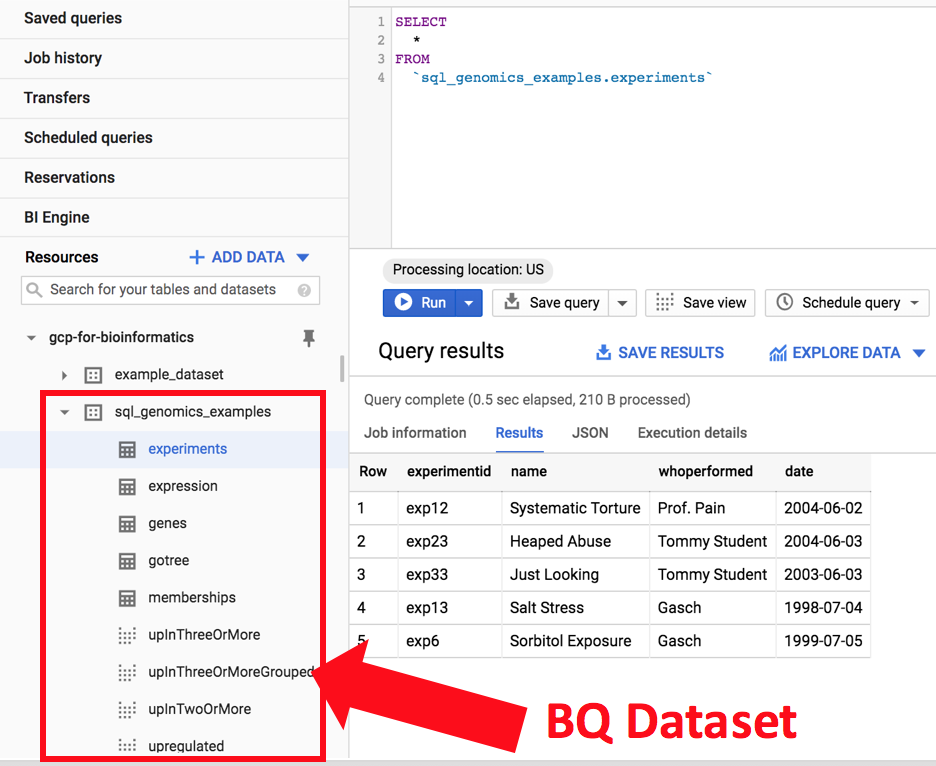 Saved queries
Job history
Transfers
Scheduled queries
Reservations
BI Engine
Resources
ADD DATA
Search for your tables and datasets
gcp-for-bioinformatics
example_dataset
sql_genomics_examples
experiments
expression
genes
gotree
memberships
upInThreeOrMore
upInThreeOrMoreGrouped
upInTwoOrMore
upregulated
1 SELECT
2 *
3 FROM
4 `sql_genomics_examples.experiments`
Processing location: US
Run Save query Save view Schedule query
Query results SAVE RESULTS EXPLORE DATA
Query complete (0.5 sec elapsed, 210 B processed)
Job information Results JSON Execution details
Row experimentid name whoperformed date
1 exp12 Systematic Torture Prof. Pain 2004-06-02
2 exp23 Heaped Abuse Tommy Student 2004-06-03
3 exp33 Just Looking Tommy Student 2003-06-03
4 exp13 Salt Stress Gasch 1998-07-04
5 exp6 Sorbitol Exposure Gasch 1999-07-05
BQ Dataset